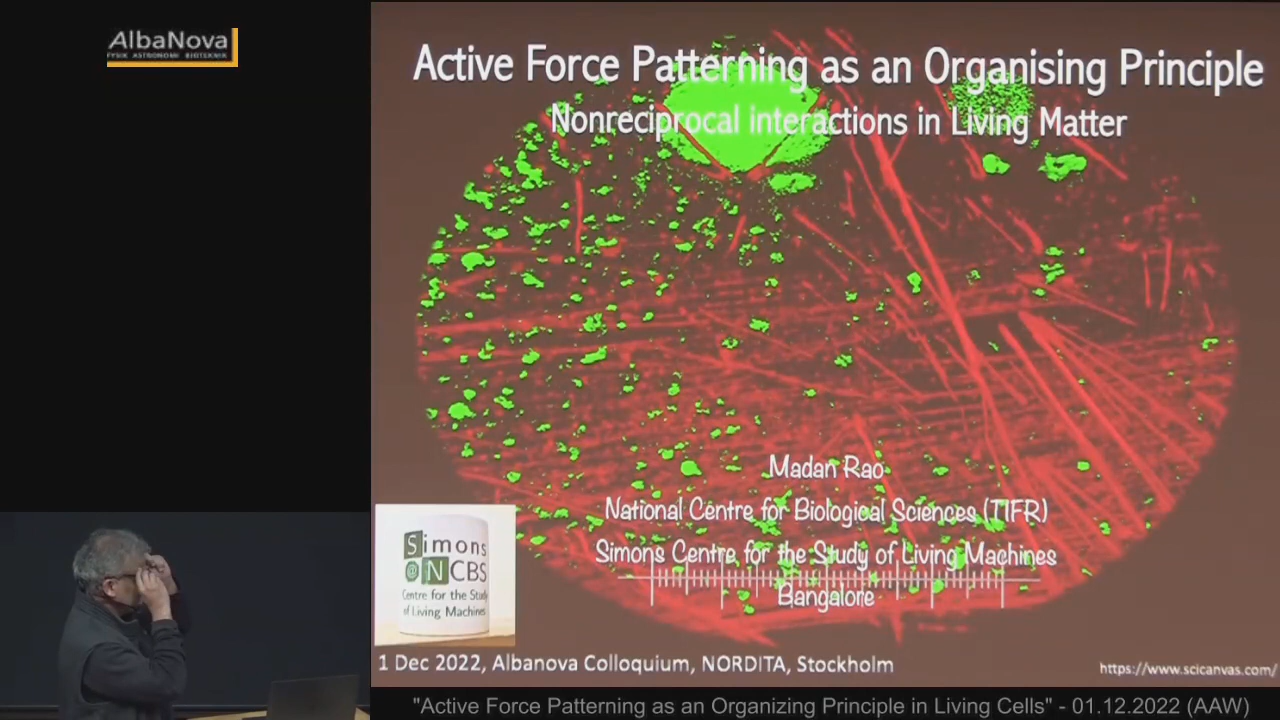 AlbaNova
FYSIK ASTRONOMI BIOTEKNIK
Active Force Patterning as an Organising Principle
Nonreciprocal interactions in Living Matter
Madan Rao
National Centre for Biological Sciences (TIFR)
Simons Centre for the Study of Living Machines
Bangalore
Simons
@NCBS
Centre for the Study
of Living Machines
1 Dec 2022, Albanova Colloquium, NORDITA, Stockholm
https://www.scicanvas.com/
"Active Force Patterning as an Organizing Principle in Living Cells" - 01.12.2022 (AAW)